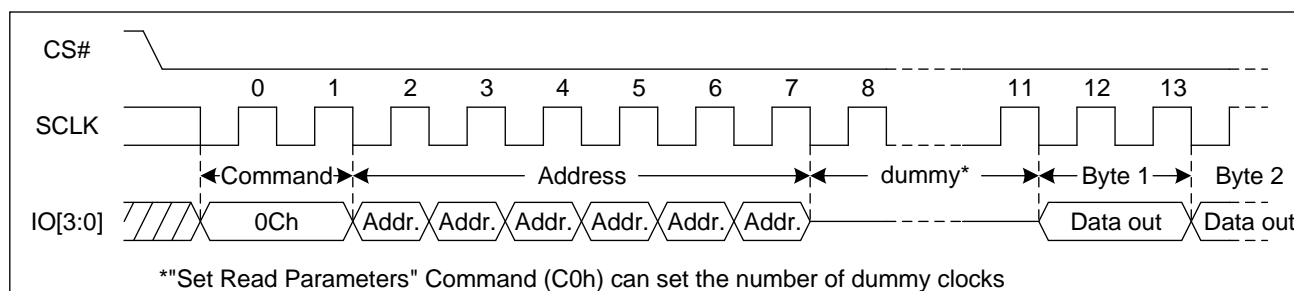 CS#
0 1 2 3 4 5 6 7 8 11 12 13
SCLK
Command Address dummy* Byte 1 Byte 2
IO[3:0] 0Ch Addr. Addr. Addr. Addr. Addr. Addr. Data out Data out
*"Set Read Parameters" Command (C0h) can set the number of dummy clocks